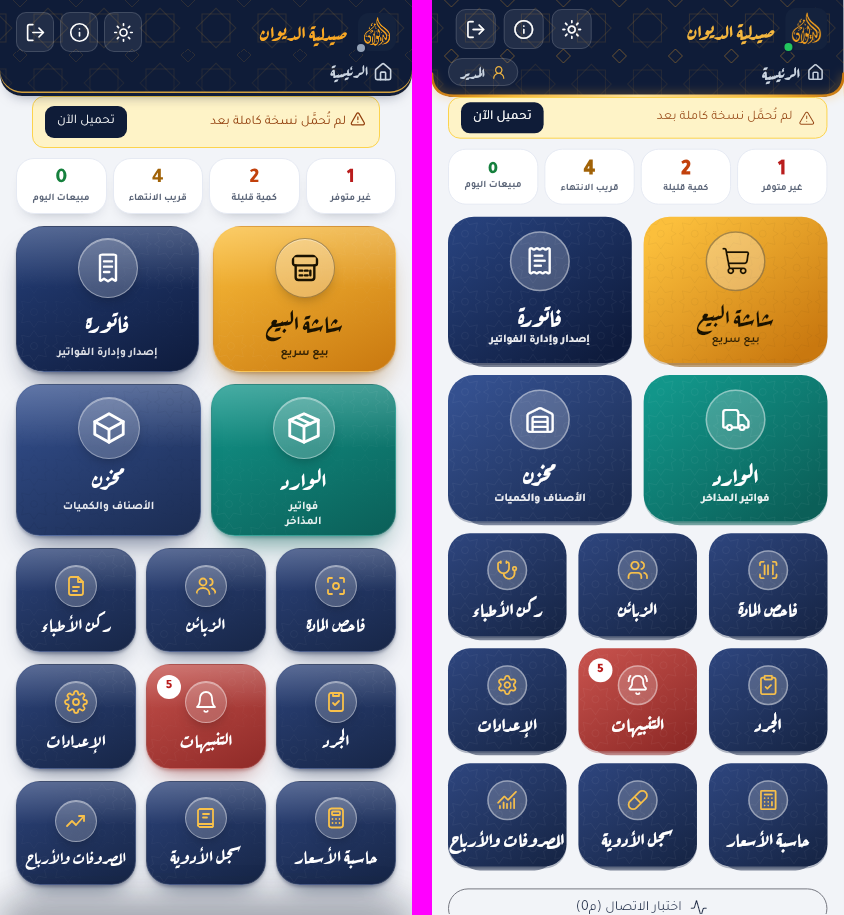 صيدلية الديوان
الرئيسية
لم تُحمَّل نسخة كاملة بعد
تحميل الآن
1
غير متوفر
2
كمية قليلة
4
قريب الانتهاء
0
مبيعات اليوم
شاشة البيع
بيع سريع
فاتورة
إصدار وإدارة الفواتير
الوارد
فواتير
المذاخر
مخزن
الأصناف والكميات
فاحص المادة
الزبائن
ركن الأطباء
الجرد
5
التنبيهات
الإعدادات
حاسبة الأسعار
سجل الأدوية
المصروفات والأرباح
صيدلية الديوان
الرئيسية
المدير
لم تُحمَّل نسخة كاملة بعد
تحميل الآن
1
غير متوفر
2
كمية قليلة
4
قريب الانتهاء
0
مبيعات اليوم
شاشة البيع
بيع سريع
فاتورة
إصدار وإدارة الفواتير
الوارد
فواتير المذاخر
مخزن
الأصناف والكميات
فاحص المادة
الزبائن
ركن الأطباء
الجرد
5
التنبيهات
الإعدادات
حاسبة الأسعار
سجل الأدوية
المصروفات والأرباح
اختبار الاتصال (م0)